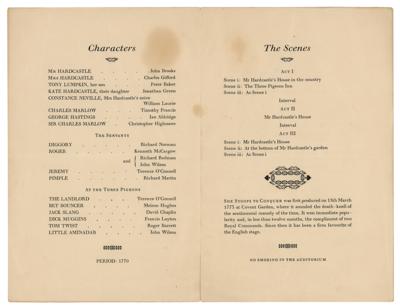 Characters
MR HARDCASTLE . . . . John Brooke
MRS HARDCASTLE . . . . Charles Gifford
TONY LUMPKIN, her son . . . . Peter Baker
KATE HARDCASTLE, their daughter . Jonathan Green
CONSTANCE NEVILLE, Mrs Hardcastle's niece
William Laurie
CHARLES MARLOW . . . . Timothy Francis
GEORGE HASTINGS . . . . Ian Aldridge
SIR CHARLES MARLOW . . Christopher Highmore
THE SERVANTS
DIGGORY . . . . Richard Norman
ROGER . . . . Kenneth McCargow
and { Richard
John Wilson
JEREMY . . . . Terence O'Connell
PIMPLE . . . . Richard Martin
AT THE THREE PIGEONS
THE LANDLORD . . . . Terence O'Connell
BET BOUNCER . . . . Melson Hughes
JACK SLANG . . . . David Chaplin
DICK MUGGINS . . . . Francis Layton
TOM TWIST . . . . Roger Barrett
LITTLE AMINADAB . . . . John Wilson
PERIOD: 1770
The Scenes
ACT I
Scene i: Mr Hardcastle's House in the country
Scene ii: The Three Pigeons Inn
Scene iii: As Scene i
Interval
ACT II
Mr Hardcastle's House
Interval
ACT III
Scene i: Mr Hardcastle's House
Scene ii: At the bottom of Mr Hardcastle's garden
Scene iii: As Scene i
SHE STOOPS TO CONQUER was first produced on 15th March
1773 at Covent Garden, where it sounded the death-knell of
the sentimental comedy of the time. It was immediate popu-
larity and, in less than twelve months, the compliment of two
Royal Commands. Since then it has been a firm favourite of
the English stage.
NO SMOKING IN THE AUDITORIUM